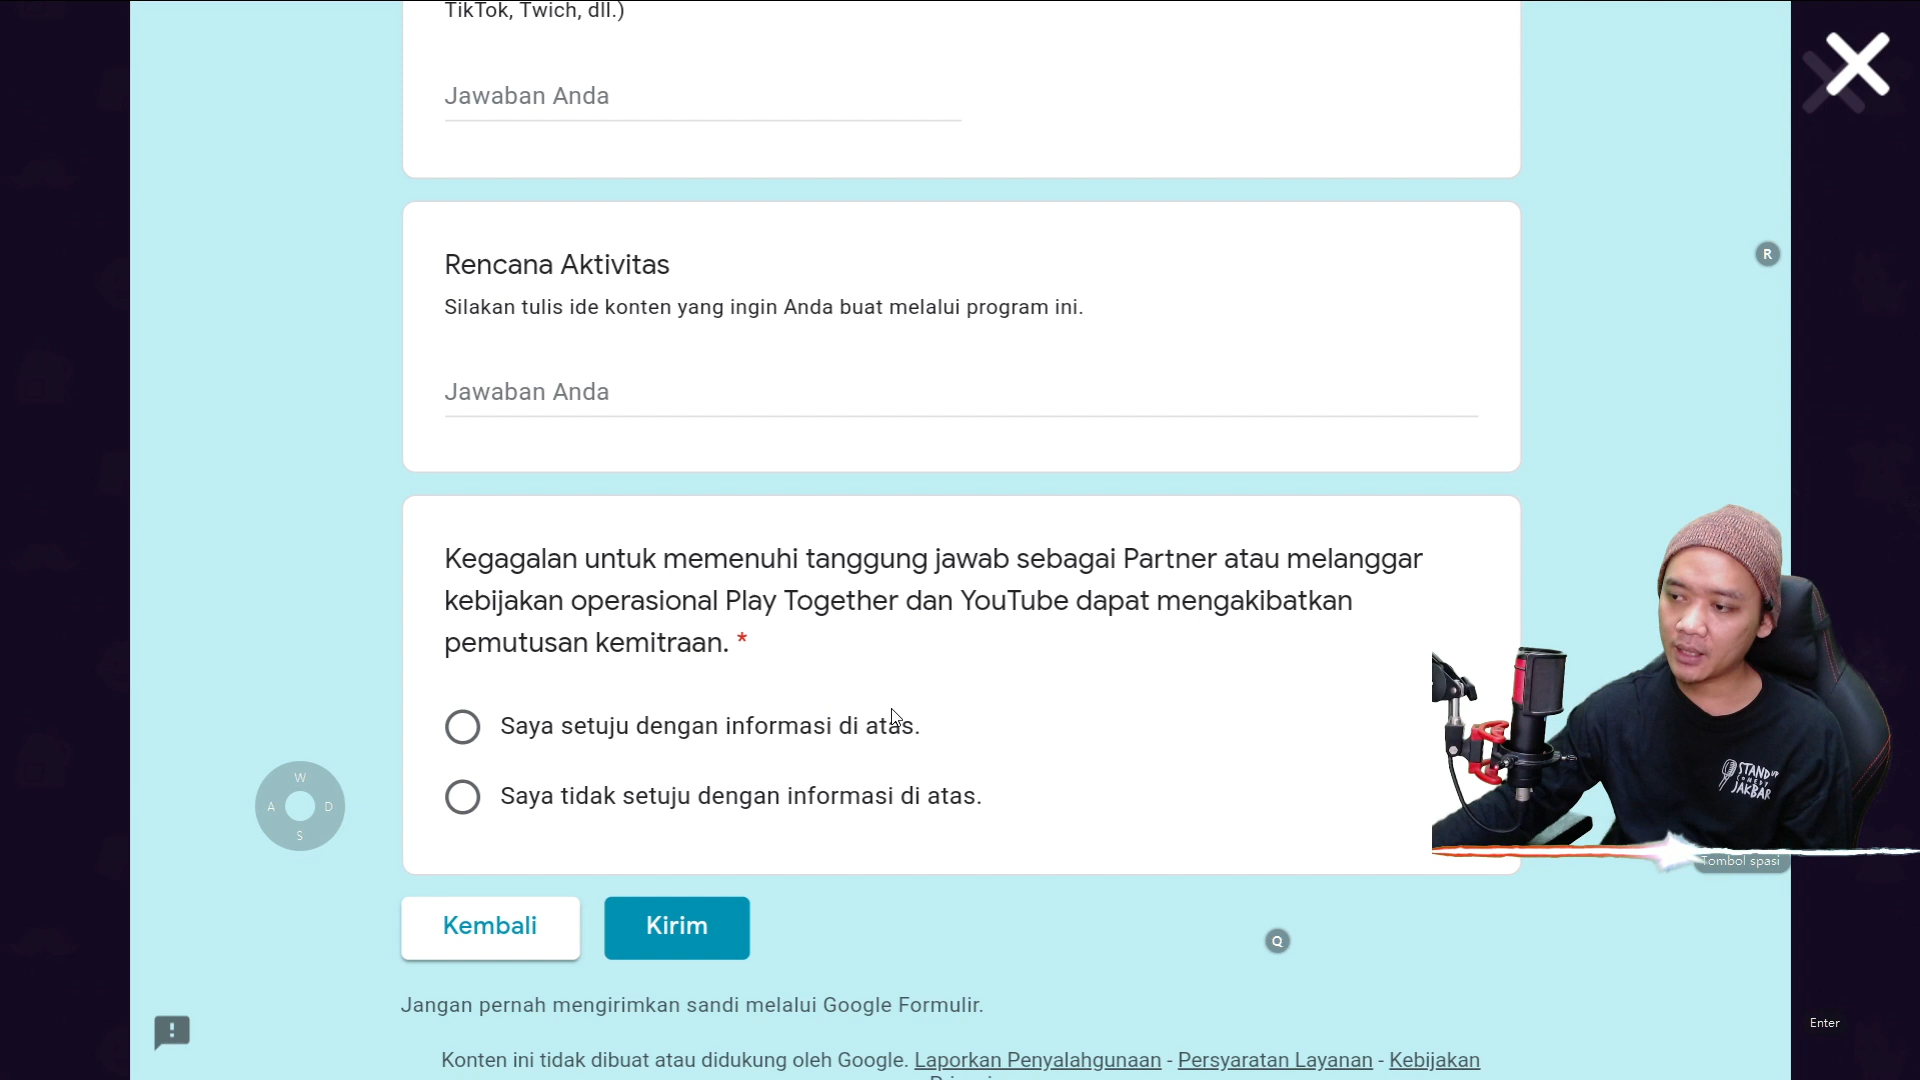 TikTok, Twich, dll.)
Jawaban Anda
Rencana Aktivitas
Silakan tulis ide konten yang ingin Anda buat melalui program ini.
Jawaban Anda
Kegagalan untuk memenuhi tanggung jawab sebagai Partner atau melanggar
kebijakan operasional Play Together dan YouTube dapat mengakibatkan
pemutusan kemitraan. *
Saya setuju dengan informasi di atas.
Saya tidak setuju dengan informasi di atas.
Kembali
Kirim
Jangan pernah mengirimkan sandi melalui Google Formulir.
Konten ini tidak dibuat atau didukung oleh Google. Laporkan Penyalahgunaan - Persyaratan Layanan - Kebijakan
R
W
A
D
S
Q
STAND UP
COMEDY
JAKBAR
Tombol spasi
Enter